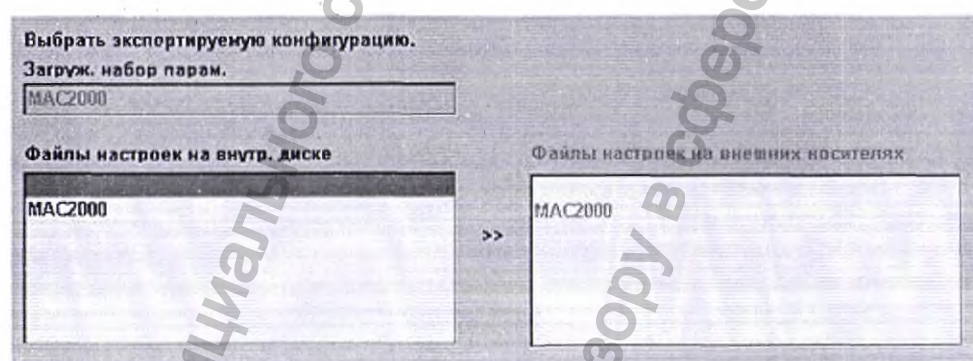 Выбрать экспортируемую конфигурацию.
Загруж. набор парам.
MAC2000
Файлы настроек на внутр. диске
Файлы настроек на внешних носителях
MAC2000
MAC2000
>>